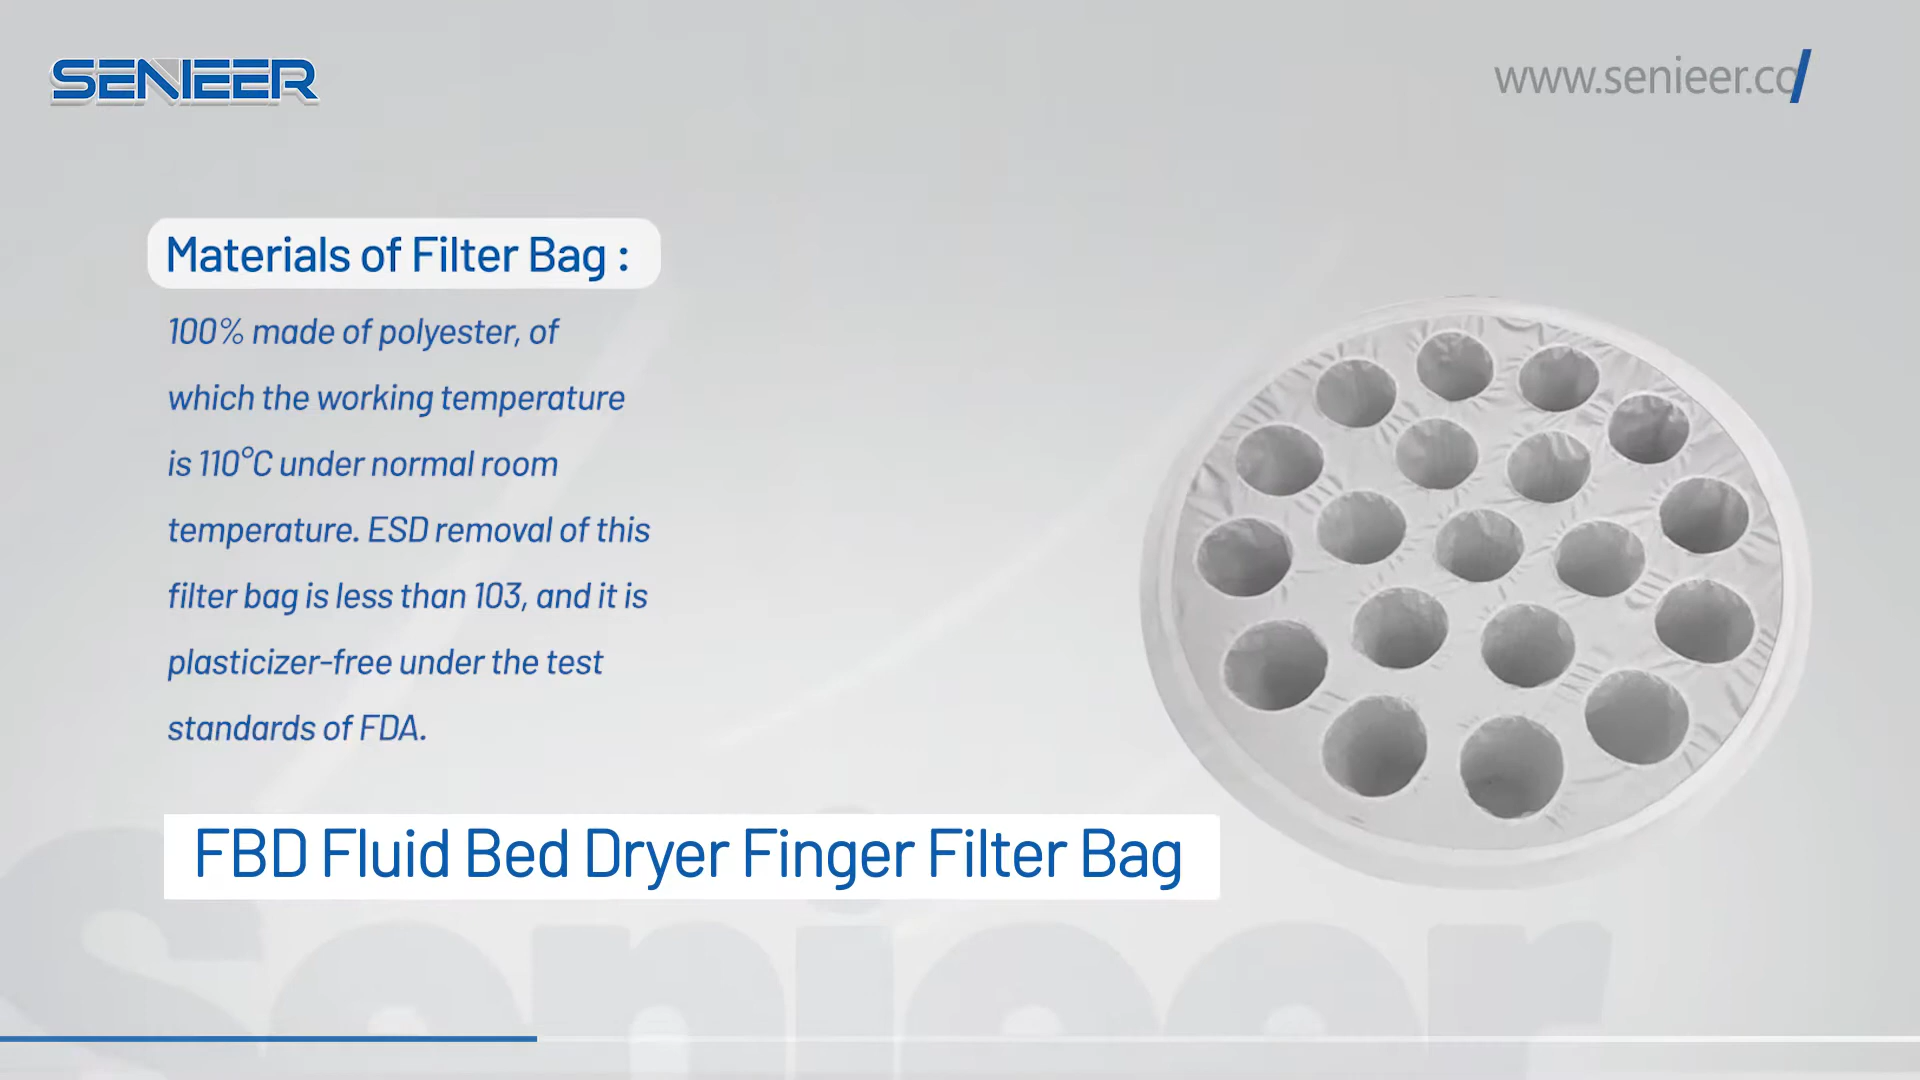 SENIEER
www.senieer.co
Materials of Filter Bag :
100% made of polyester, of
which the working temperature
is 110°C under normal room
temperature. ESD removal of this
filter bag is less than 103, and it is
plasticizer-free under the test
standards of FDA.
FBD Fluid Bed Dryer Finger Filter Bag
Senieer